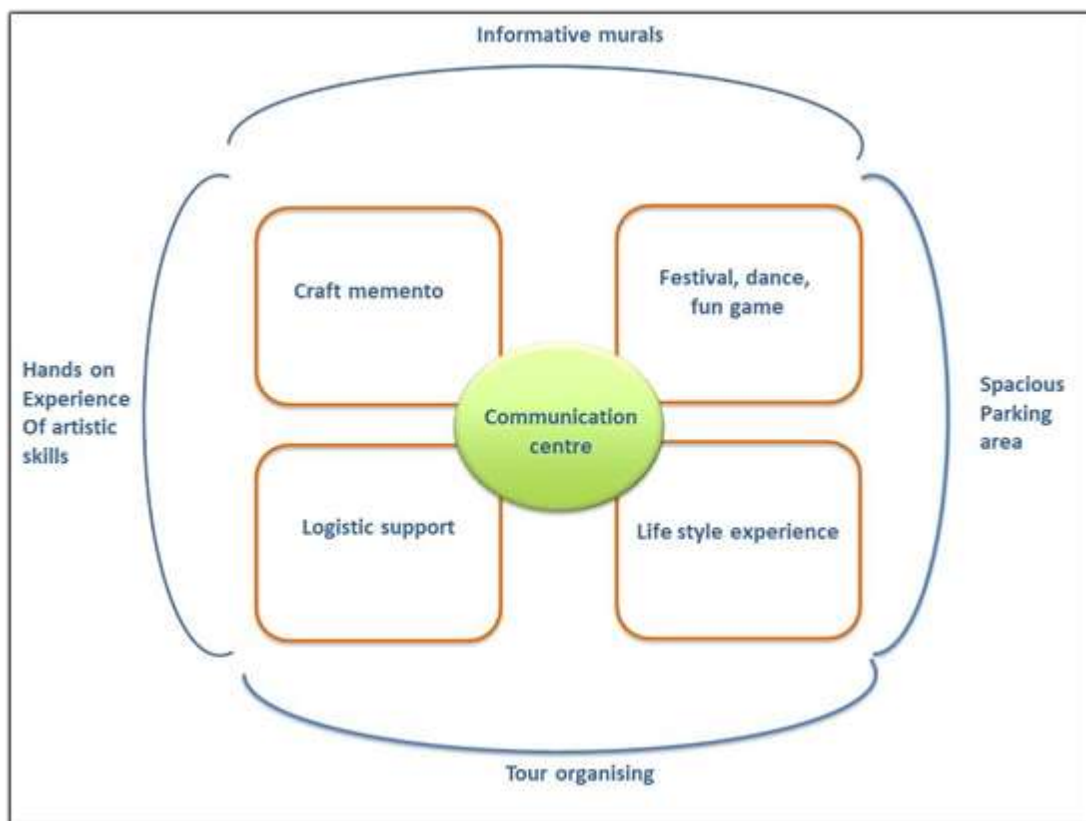 Informative murals
Craft memento
Festival, dance,
fun game
Hands on
Experience
Of artistic
skills
Communication
centre
Spacious
Parking
area
Logistic support
Life style experience
Tour organising